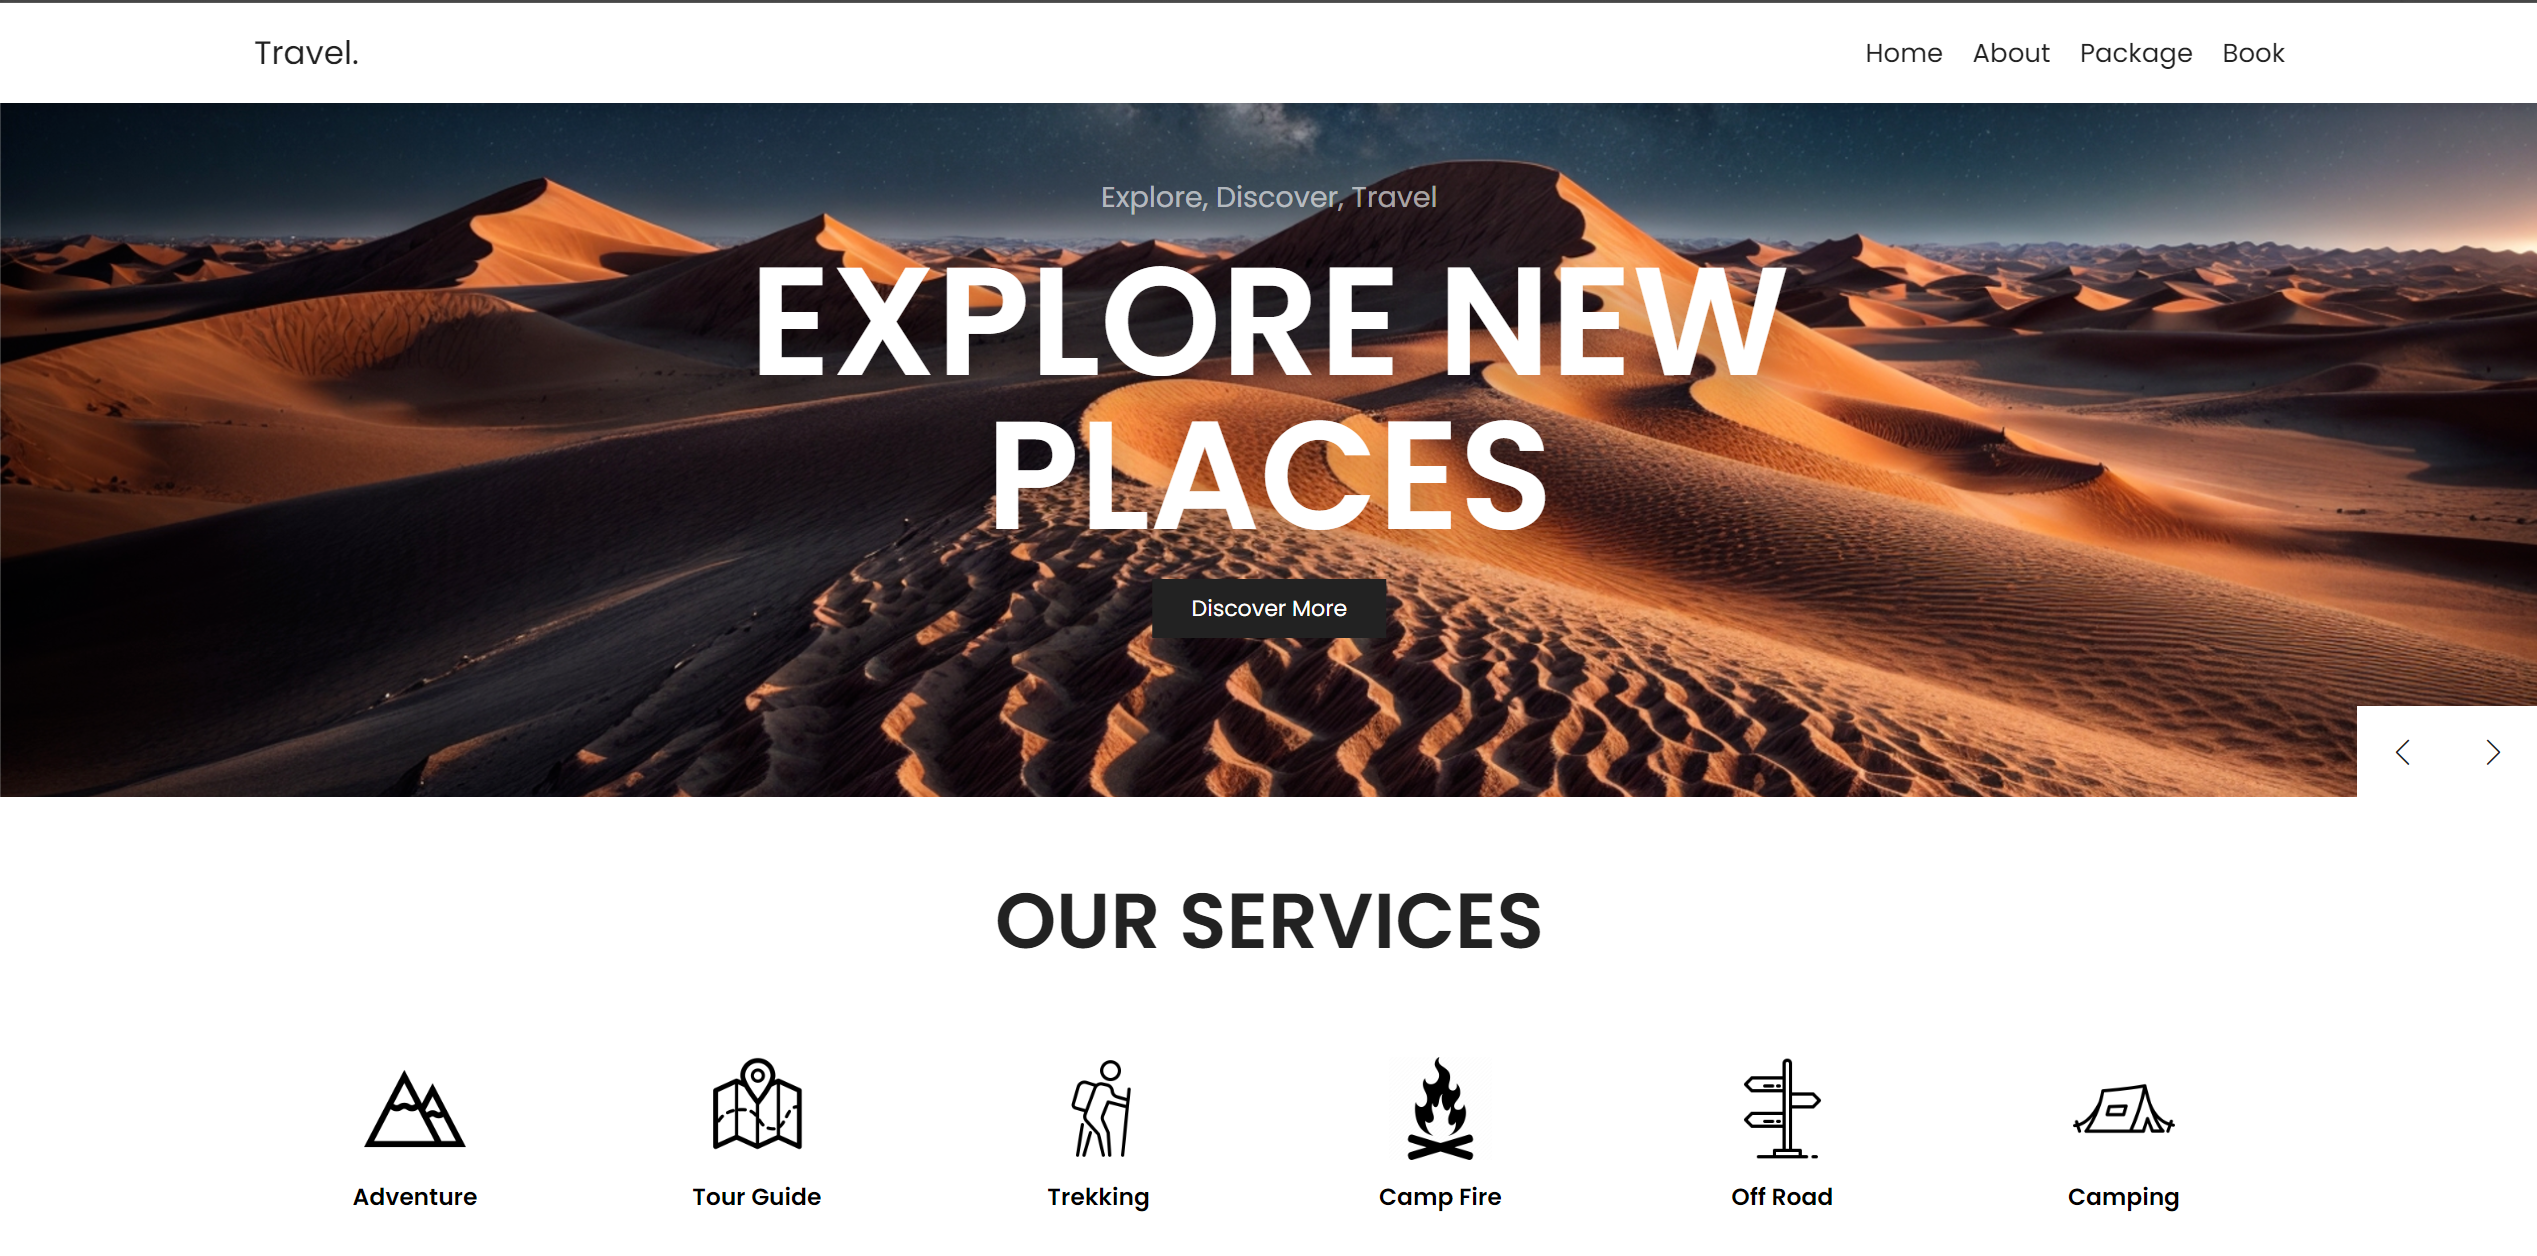 Travel.
Home About Package Book
Explore, Discover, Travel
EXPLORE NEW
PLACES
Discover More
OUR SERVICES
Adventure Tour Guide Trekking Camp Fire Off Road Camping